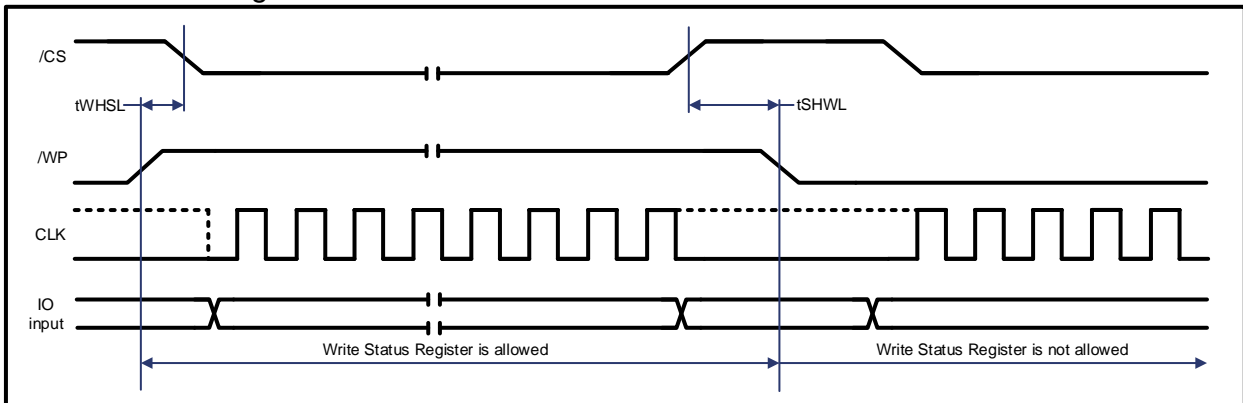 /CS
tWHSL
tSHWL
/WP
CLK
IO
input
Write Status Register is allowed
Write Status Register is not allowed